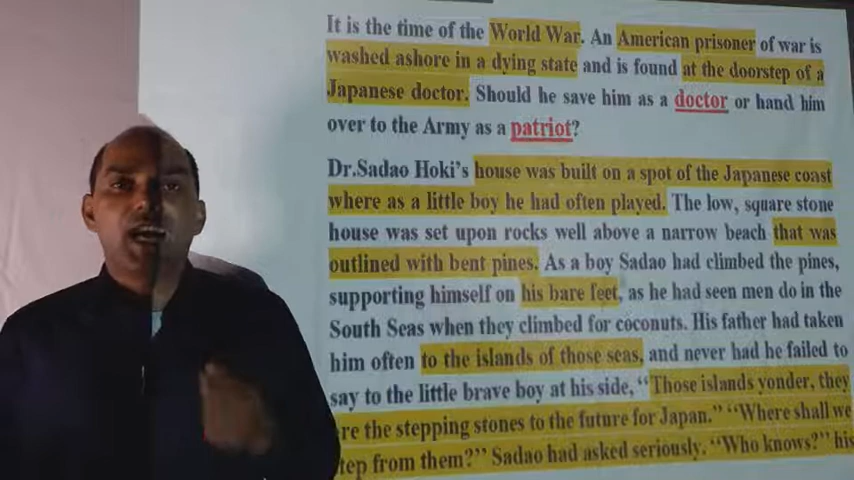 It is the time of the World War. An American prisoner of war is
washed ashore in a dying state and is found at the doorstep of a
Japanese doctor. Should he save him as a doctor or hand him
over to the Army as a patriot?
Dr.Sadao Hoki's house was built on a spot of the Japanese coast
where as a little boy he had often played. The low, square stone
house was set upon rocks well above a narrow beach that was
outlined with bent pines. As a boy Sadao had climbed the pines,
supporting himself on his bare feet, as he had seen men do in the
South Seas when they climbed for coconuts. His father had taken
him often to the islands of those seas, and never had he failed to
say to the little brave boy at his side, “Those islands yonder, they
re the stepping stones to the future for Japan.” “Where shall we
tep from them?” Sadao had asked seriously. “Who knows?” his